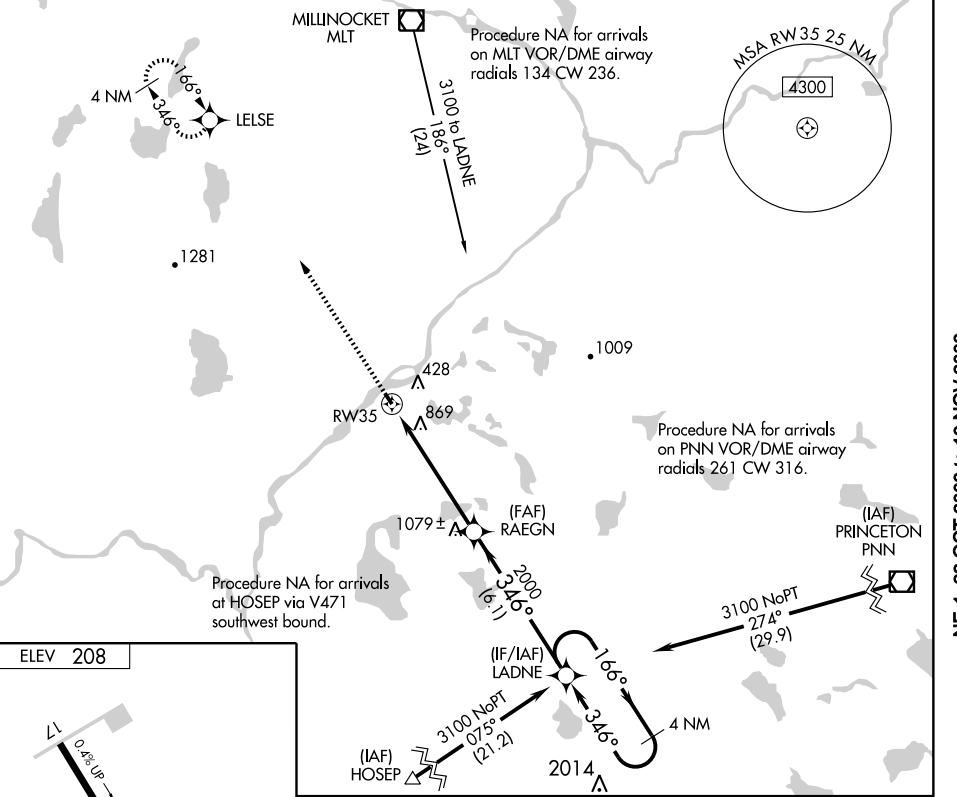 MILLINOCKET
MLT
Procedure NA for arrivals
on MLT VOR/DME airway
radials 134 CW 236.
MSA RW35 25 NM
4300
166°
4 NM
346°
LELSE
3100 to LADNE
186°
(24)
1281
1009
428
RW35
869
Procedure NA for arrivals
on PNN VOR/DME airway
radials 261 CW 316.
1079±
(FAF)
RAEGN
(IAF)
PRINCETON
PNN
Procedure NA for arrivals
at HOSEP via V471
southwest bound.
2000
346°
(6.1)
3100 NoPT
274°
(29.9)
ELEV 208
(IF/IAF)
LADNE
166°
346°
4 NM
3100 NoPT
075°
(21.2)
(IAF)
HOSEP
2014
17
0.4% UP